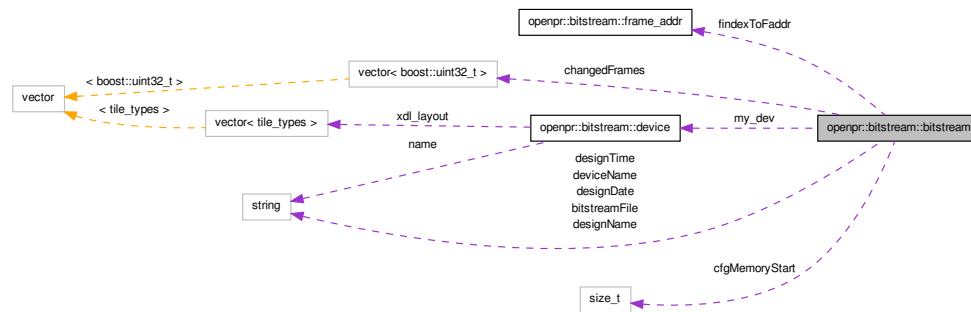 openpr::bitstream::frame_addr
findexToFaddr
< boost::uint32_t >
vector< boost::uint32_t >
changedFrames
vector
< tile_types >
vector< tile_types >
xdl_layout
openpr::bitstream::device
my_dev
openpr::bitstream::bitstream
name
designTime
deviceName
designDate
bitstreamFile
designName
string
cfgMemoryStart
size_t